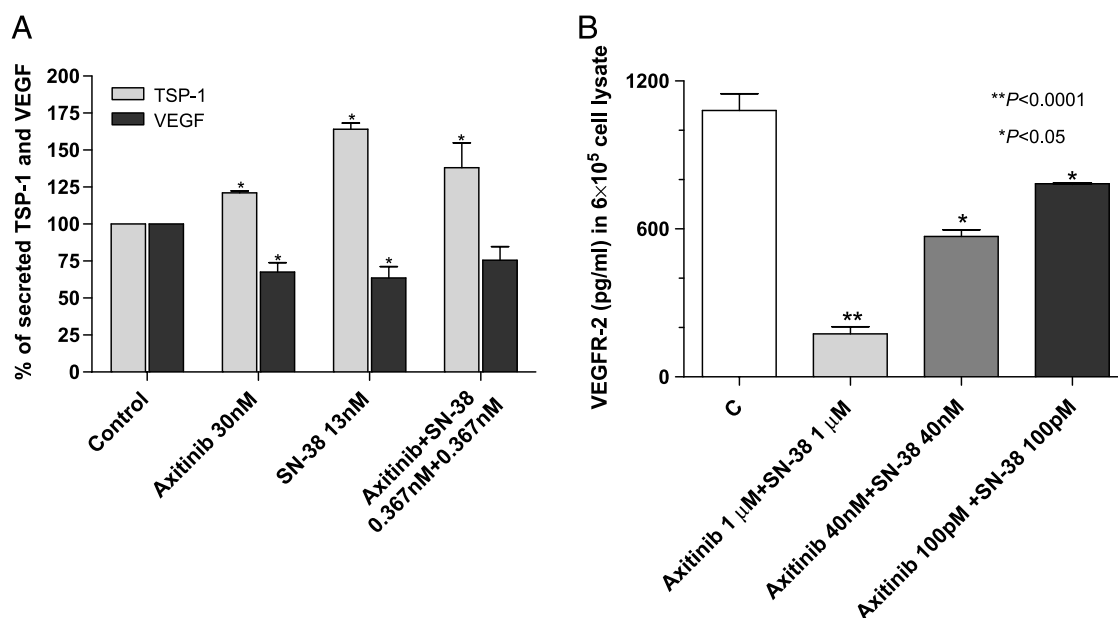 A
% of secreted TSP-1 and VEGF
200
175
150
125
100
75
50
25
0
TSP-1
VEGF
*
*
*
*
*
Control
Axitinib 30nM
SN-38 13nM
Axitinib+SN-38
0.367nM+0.367nM
B
VEGFR-2 (pg/ml) in 6×10⁵ cell lysate
1200
600
0
**P<0.0001
*P<0.05
**
*
*
C
Axitinib 1 μM+SN-38 1 μM
Axitinib 40nM+SN-38 40nM
Axitinib 100pM +SN-38 100pM